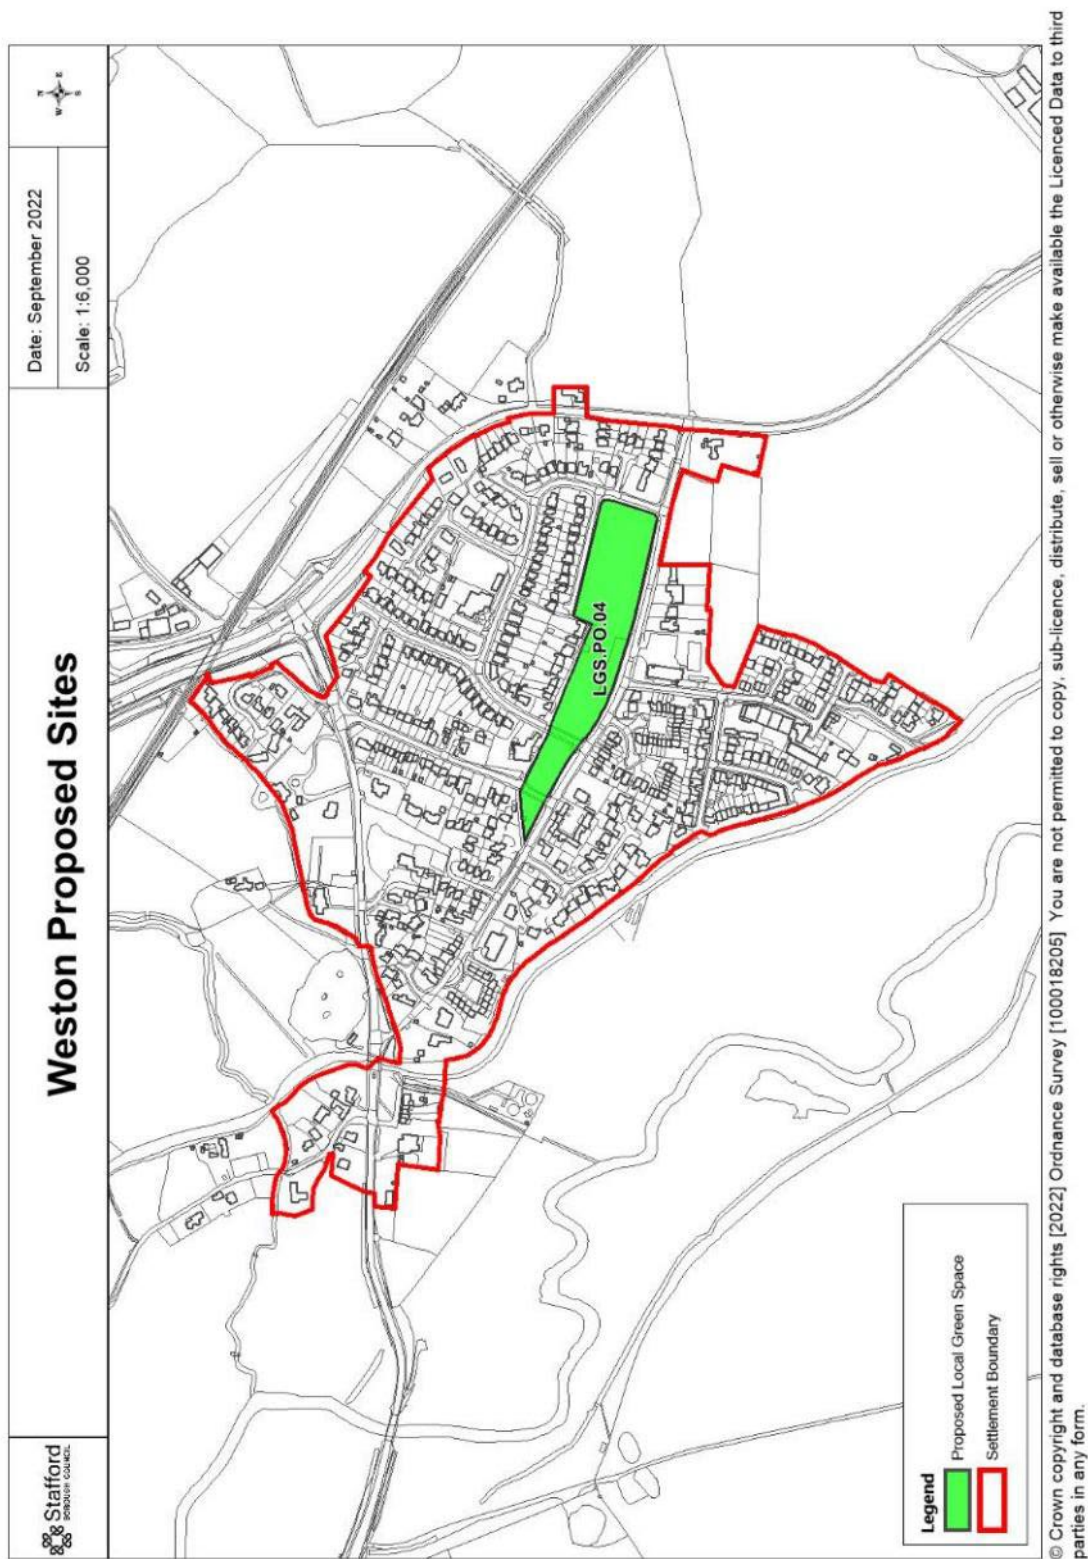 Stafford
BOROUGH COUNCIL
Weston Proposed Sites
Date: September 2022
Scale: 1:6,000
N
W E
S
LGS.PO.04
Legend
Proposed Local Green Space
Settlement Boundary
© Crown copyright and database rights [2022] Ordnance Survey [100018205] You are not permitted to copy, sub-licence, distribute, sell or otherwise make available the Licenced Data to third
parties in any form.